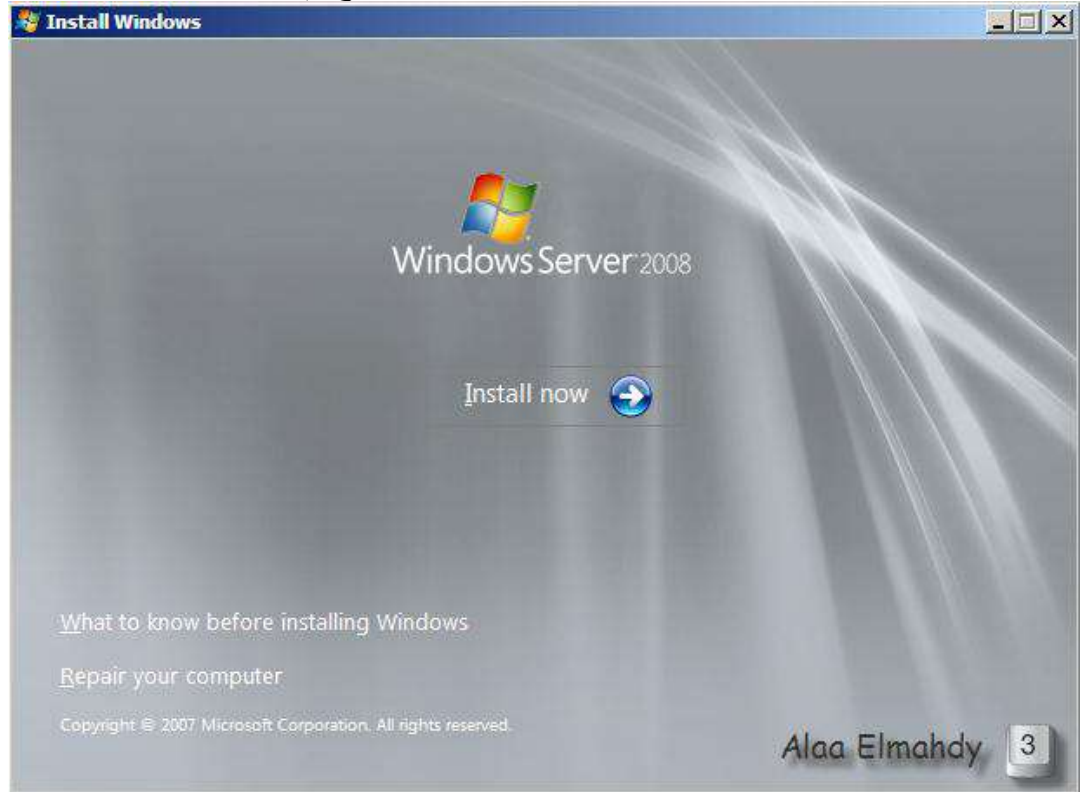 Install Windows
Windows Server 2008
Install now
What to know before installing Windows
Repair your computer
Copyright © 2007 Microsoft Corporation. All rights reserved.
Alaa Elmahdy 3